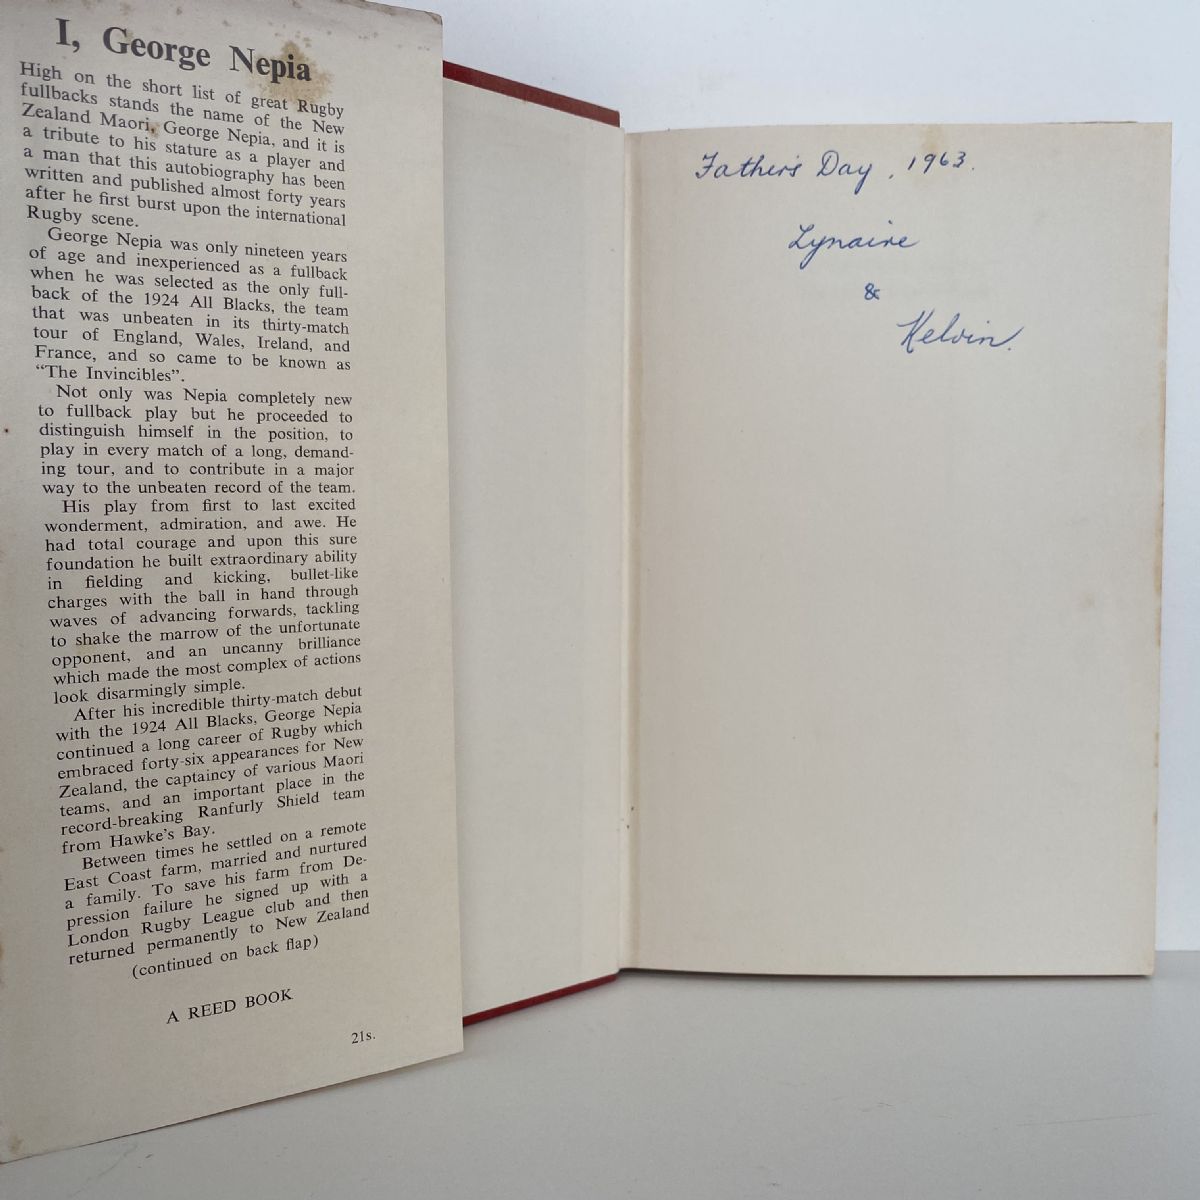 I, George Nepia
High on the short list of great Rugby
fullbacks stands the name of the New
Zealand Maori, George Nepia, and it is
a tribute to his stature as a player and
a man that this autobiography has been
written and published almost forty years
after he first burst upon the international
Rugby scene.
George Nepia was only nineteen years
of age and inexperienced as a fullback
when he was selected as the only full-
back of the 1924 All Blacks, the team
that was unbeaten in its thirty-match
tour of England, Wales, Ireland, and
France, and so came to be known as
"The Invincibles".
Not only was Nepia completely new
to fullback play but he proceeded to
distinguish himself in the position, to
play in every match of a long, demand-
ing tour, and to contribute in a major
way to the unbeaten record of the team.
His play from first to last excited
wonderment, admiration, and awe. He
had total courage and upon this sure
foundation he built extraordinary ability
in fielding and kicking, bullet-like
charges with the ball in hand through
waves of advancing forwards, tackling
to shake the marrow of the unfortunate
opponent, and an uncanny brilliance
which made the most complex of actions
look disarmingly simple.
After his incredible thirty-match debut
with the 1924 All Blacks, George Nepia
continued a long career of Rugby which
embraced forty-six appearances for New
Zealand, the captaincy of various Maori
teams, and an important place in the
record-breaking Ranfurly Shield team
from Hawke's Bay.
Between times he settled on a remote
East Coast farm, married and nurtured
a family. To save his farm from De-
pression failure he signed up with a
London Rugby League club and then
returned permanently to New Zealand
(continued on back flap)
A REED BOOK
21s.
Father's Day, 1963.
Lynaire
&
Kelvin.